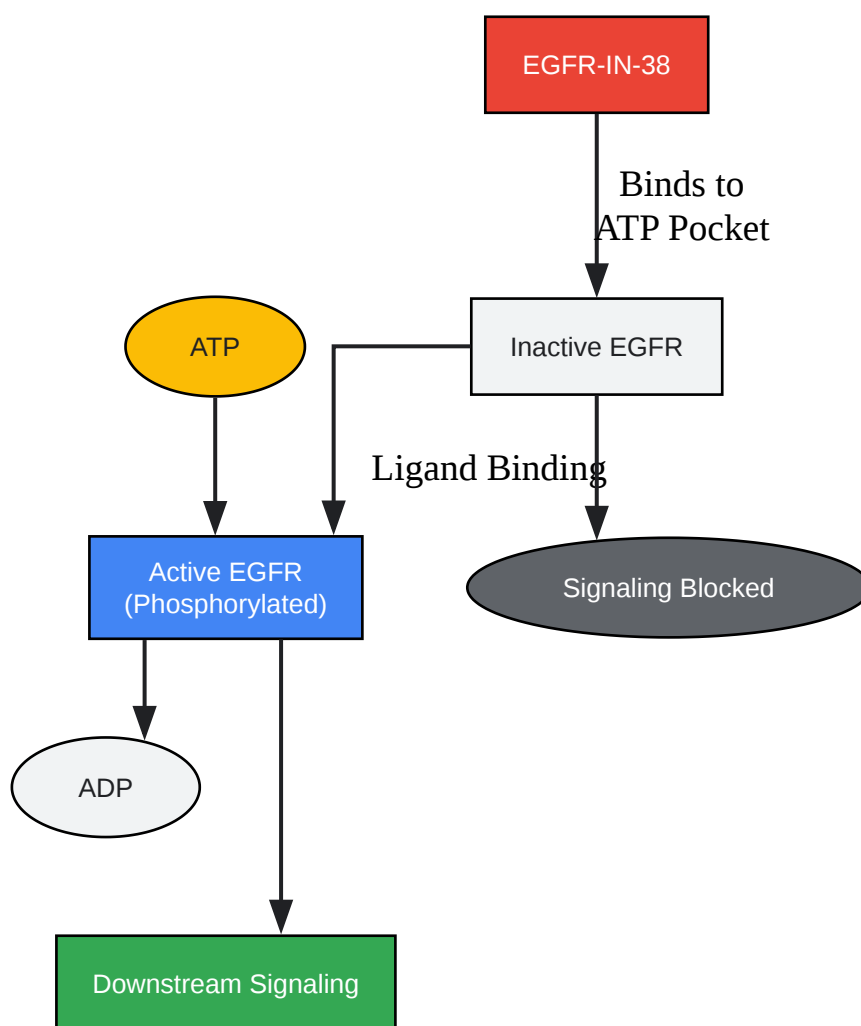 EGFR-IN-38
Binds to
ATP Pocket
ATP
Inactive EGFR
Ligand Binding
Active EGFR
(Phosphorylated)
Signaling Blocked
ADP
Downstream Signaling